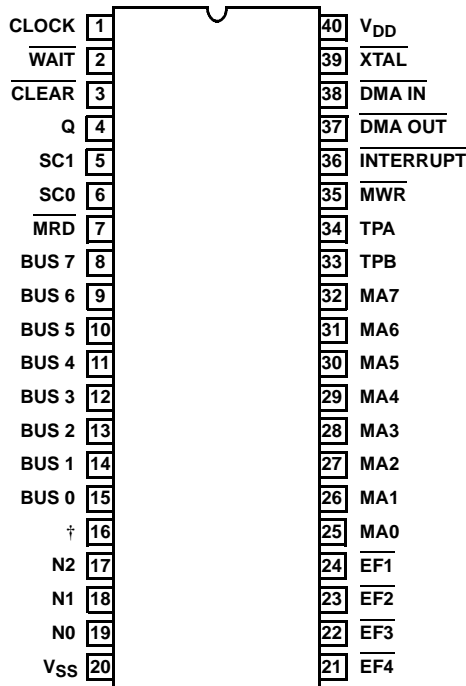 CLOCK 1 40 VDD
WAIT 2 39 XTAL
CLEAR 3 38 DMA IN
Q 4 37 DMA OUT
SC1 5 36 INTERRUPT
SC0 6 35 MWR
MRD 7 34 TPA
BUS 7 8 33 TPB
BUS 6 9 32 MA7
BUS 5 10 31 MA6
BUS 4 11 30 MA5
BUS 3 12 29 MA4
BUS 2 13 28 MA3
BUS 1 14 27 MA2
BUS 0 15 26 MA1
† 16 25 MA0
N2 17 24 EF1
N1 18 23 EF2
N0 19 22 EF3
VSS 20 21 EF4